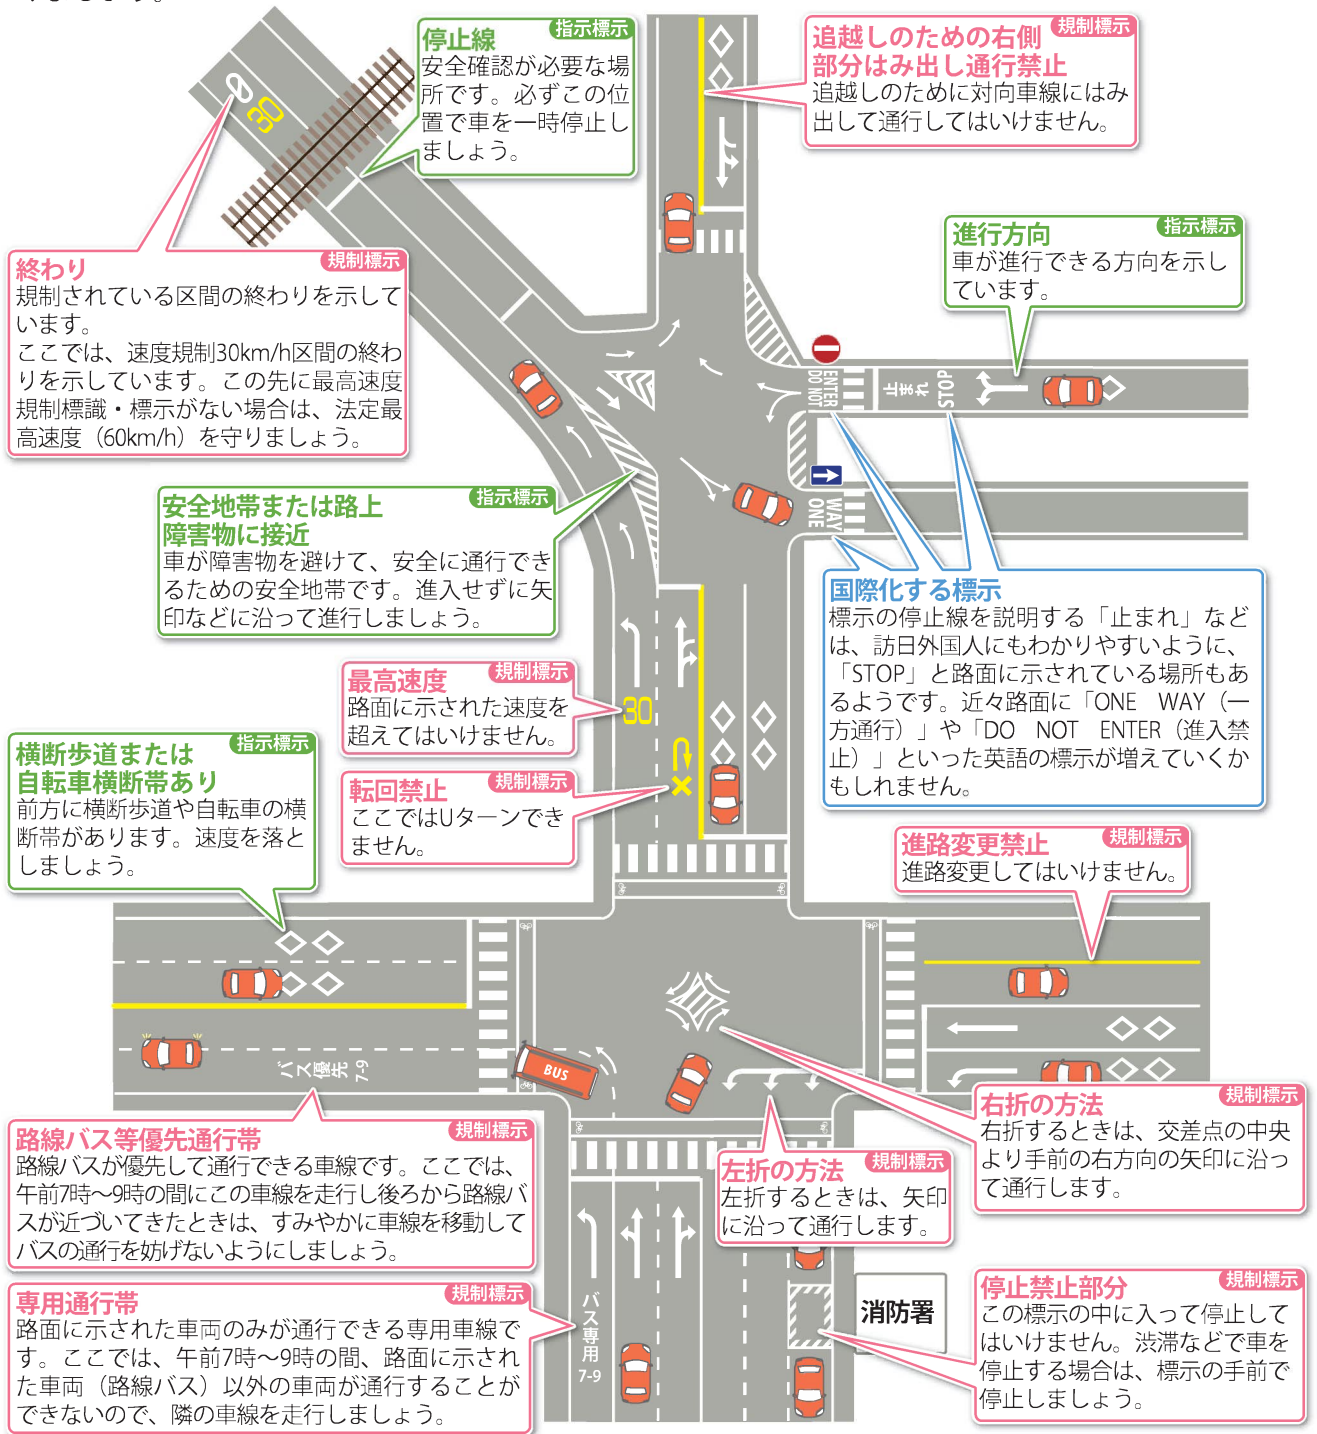 指示標示
停止線
安全確認が必要な場
所です。必ずこの位
置で車を一時停止し
ましょう。
規制標示
追越しのための右側
部分はみ出し通行禁止
追越しのために対向車線にはみ
出して通行してはいけません。
30
指示標示
進行方向
車が進行できる方向を示し
ています。
規制標示
終わり
規制されている区間の終わりを示して
います。
ここでは、速度規制30km/h区間の終わ
りを示しています。この先に最高速度
規制標識・標示がない場合は、法定最
高速度（60km/h）を守りましょう。
DO NOT
ENTER
止まれ
STOP
指示標示
安全地帯または路上
障害物に接近
車が障害物を避けて、安全に通行でき
るための安全地帯です。進入せずに矢
印などに沿って進行しましょう。
ONE
WAY
国際化する標示
標示の停止線を説明する「止まれ」など
は、訪日外国人にもわかりやすいように、
「STOP」と路面に示されている場所もあ
るようです。近々路面に「ONE　WAY（一
方通行）」や「DO　NOT　ENTER（進入禁
止）」といった英語の標示が増えていくか
もしれません。
規制標示
最高速度
路面に示された速度を
超えてはいけません。
30
指示標示
横断歩道または
自転車横断帯あり
前方に横断歩道や自転車の横
断帯があります。速度を落と
しましょう。
規制標示
転回禁止
ここではUターンでき
ません。
規制標示
進路変更禁止
進路変更してはいけません。
バス優先
7-9
BUS
規制標示
路線バス等優先通行帯
路線バスが優先して通行できる車線です。ここでは、
午前7時～9時の間にこの車線を走行し後ろから路線バ
スが近づいてきたときは、すみやかに車線を移動して
バスの通行を妨げないようにしましょう。
規制標示
左折の方法
左折するときは、矢印
に沿って通行します。
規制標示
右折の方法
右折するときは、交差点の中央
より手前の右方向の矢印に沿っ
て通行します。
規制標示
専用通行帯
路面に示された車両のみが通行できる専用車線で
す。ここでは、午前7時～9時の間、路面に示され
た車両（路線バス）以外の車両が通行することが
できないので、隣の車線を走行しましょう。
バス専用
7-9
消防署
規制標示
停止禁止部分
この標示の中に入って停止して
はいけません。渋滞などで車を
停止する場合は、標示の手前で
停止しましょう。